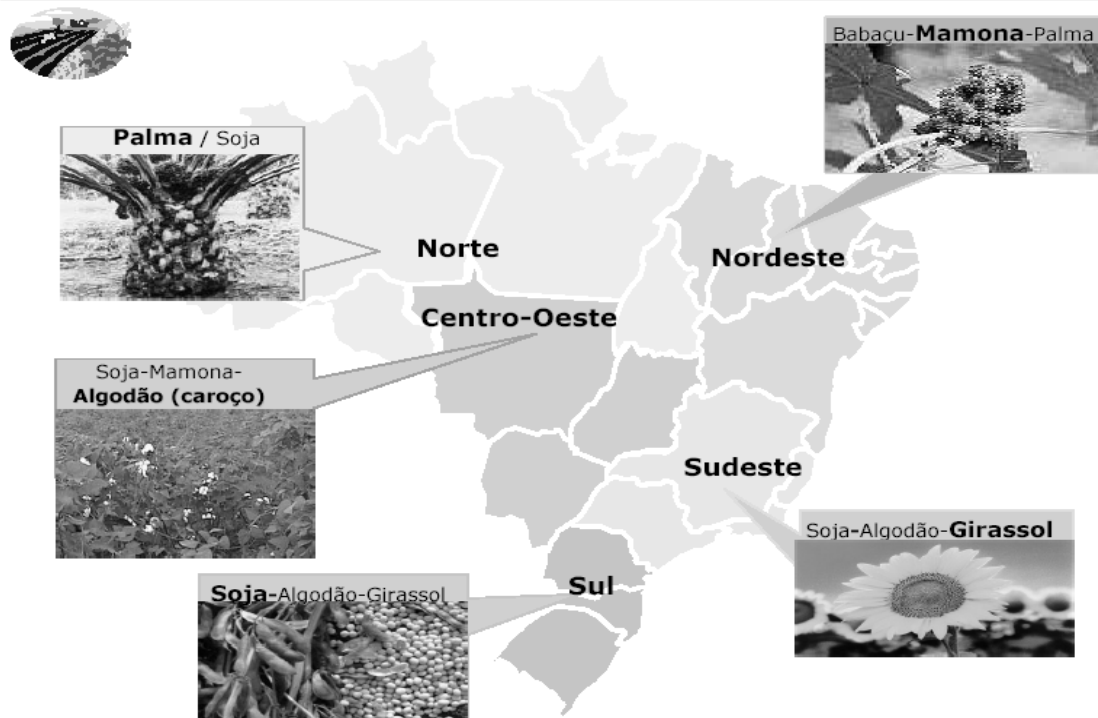 Babaçu-Mamona-Palma
Palma / Soja
Norte
Nordeste
Centro-Oeste
Soja-Mamona-
Algodão (caroço)
Sudeste
Soja-Algodão-Girassol
Sul
Soja-Algodão-Girassol